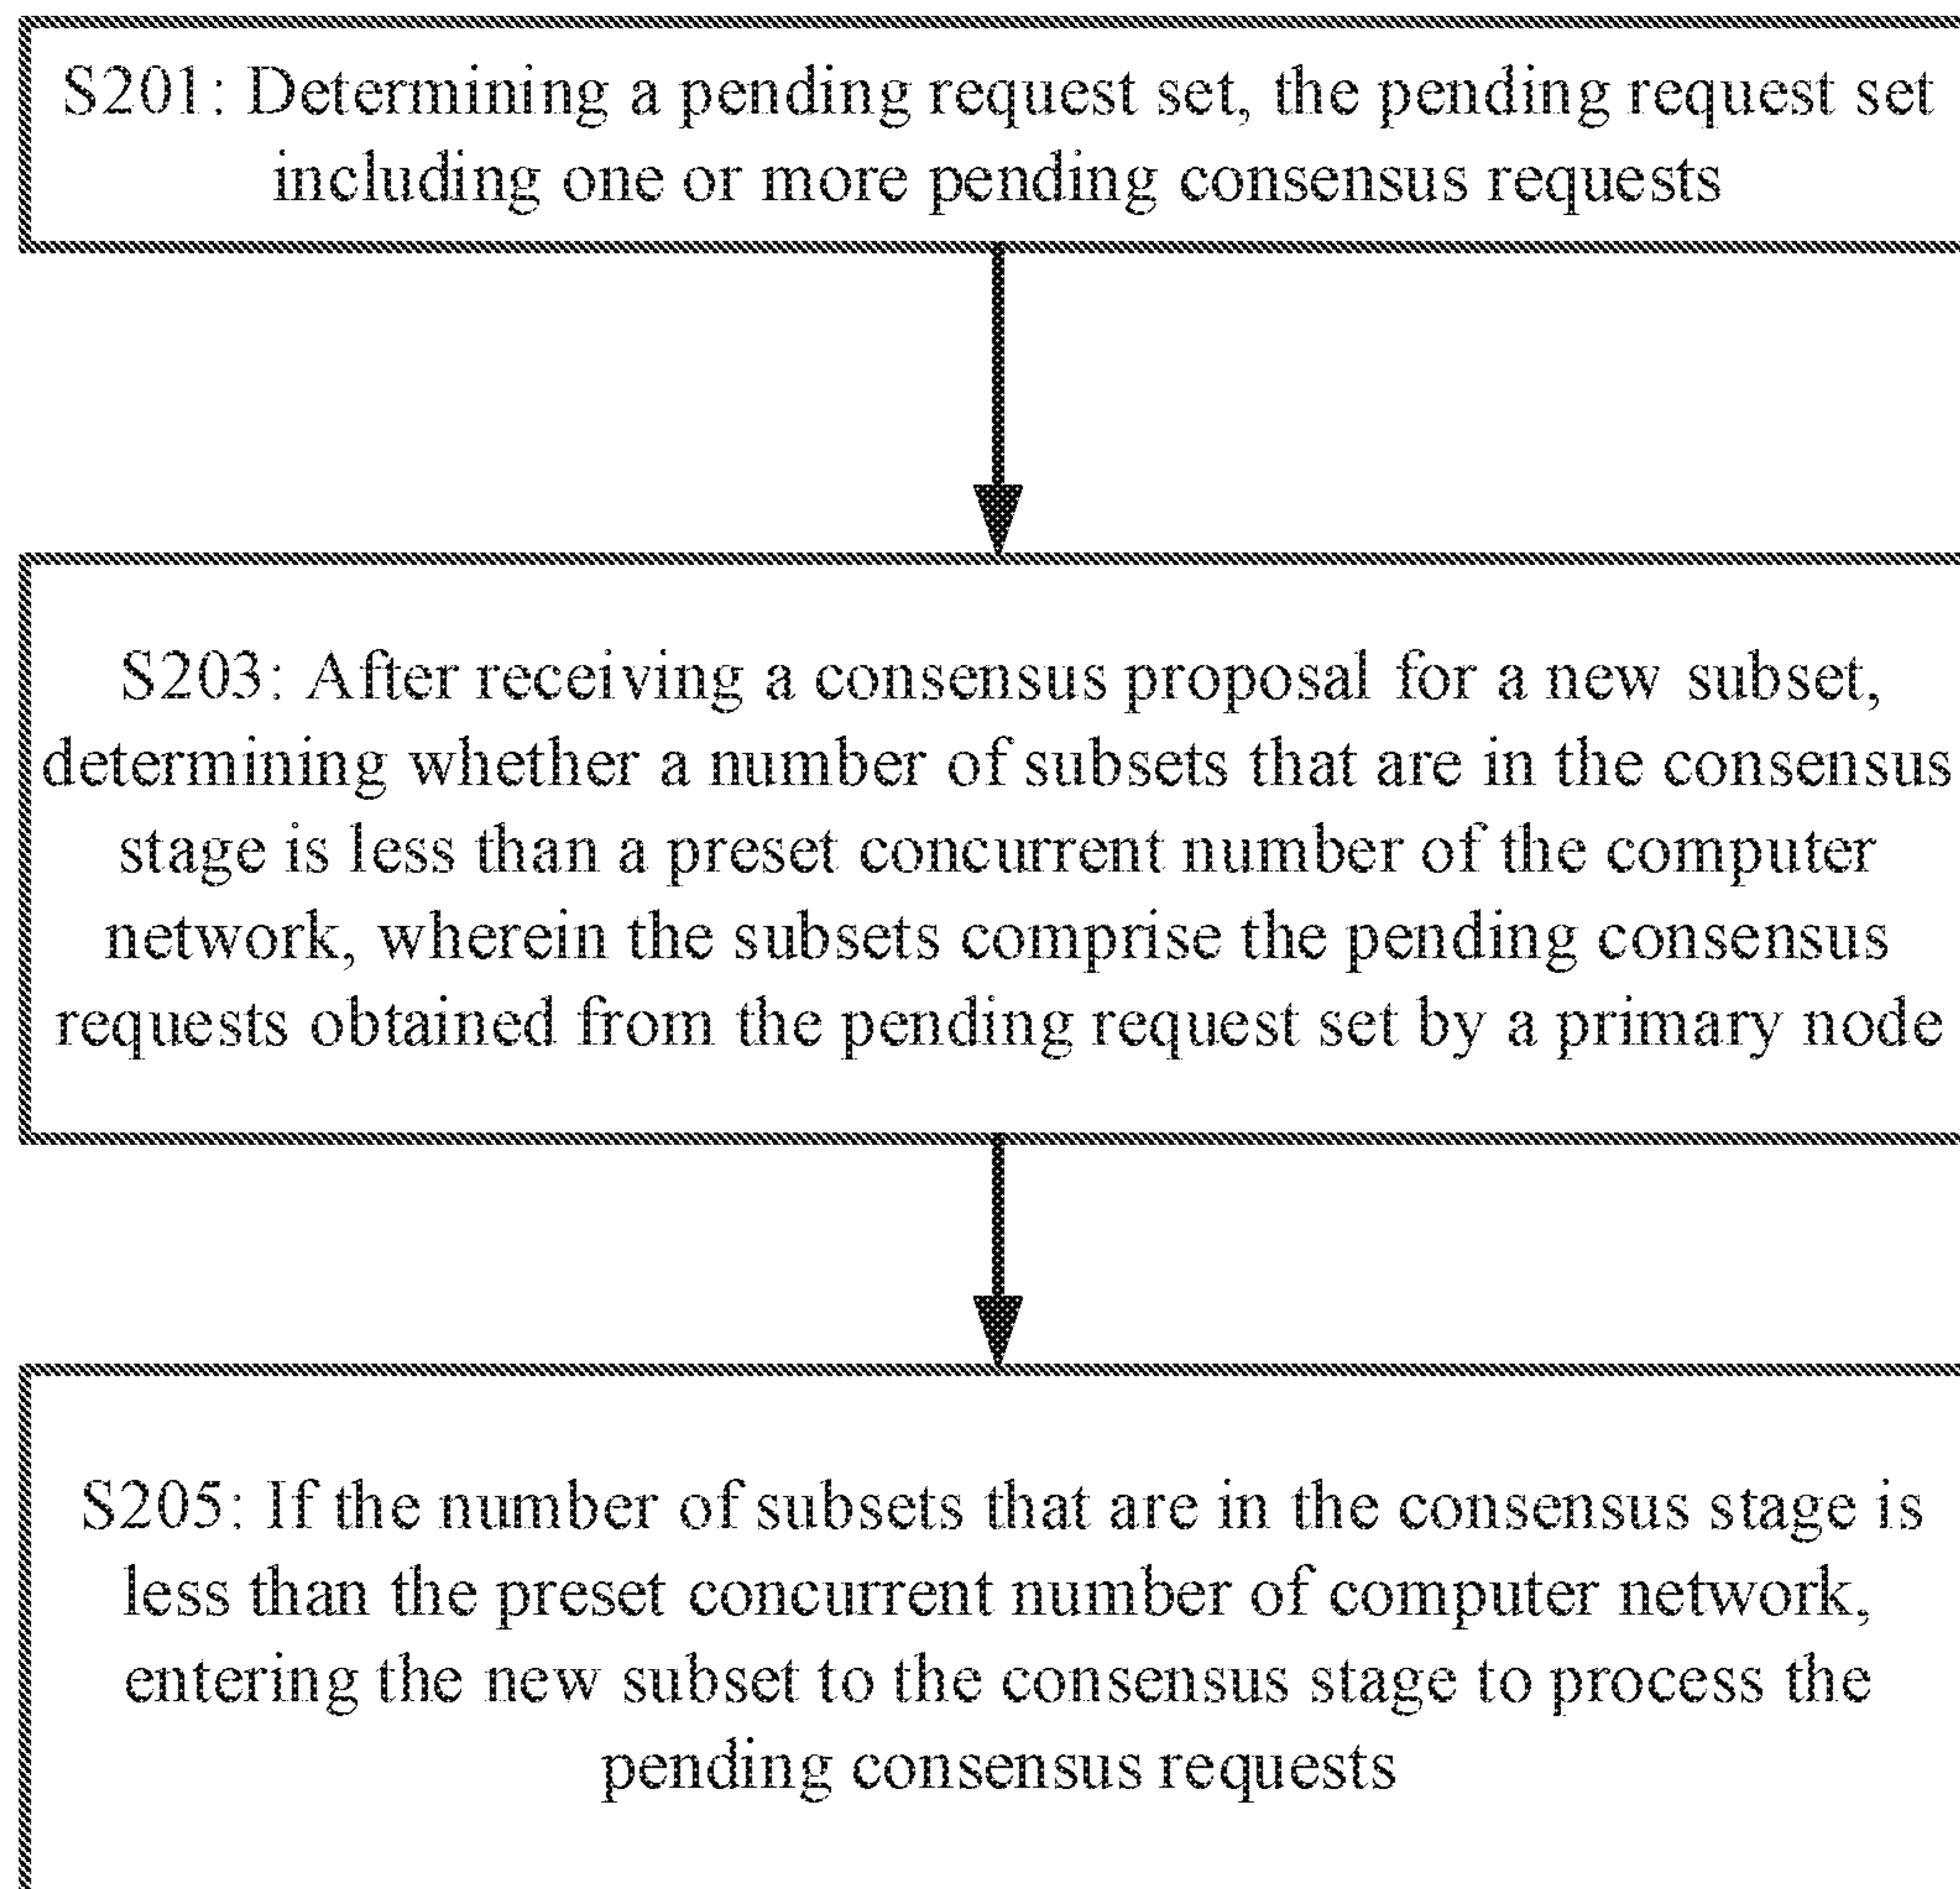 S201: Determining a pending request set, the pending request set
including one or more pending consensus requests
S203: After receiving a consensus proposal for a new subset,
determining whether a number of subsets that are in the consensus
stage is less than a preset concurrent number of the computer
network, wherein the subsets comprise the pending consensus
requests obtained from the pending request set by a primary node
S205: If the number of subsets that are in the consensus stage is
less than the preset concurrent number of computer network,
entering the new subset to the consensus stage to process the
pending consensus requests